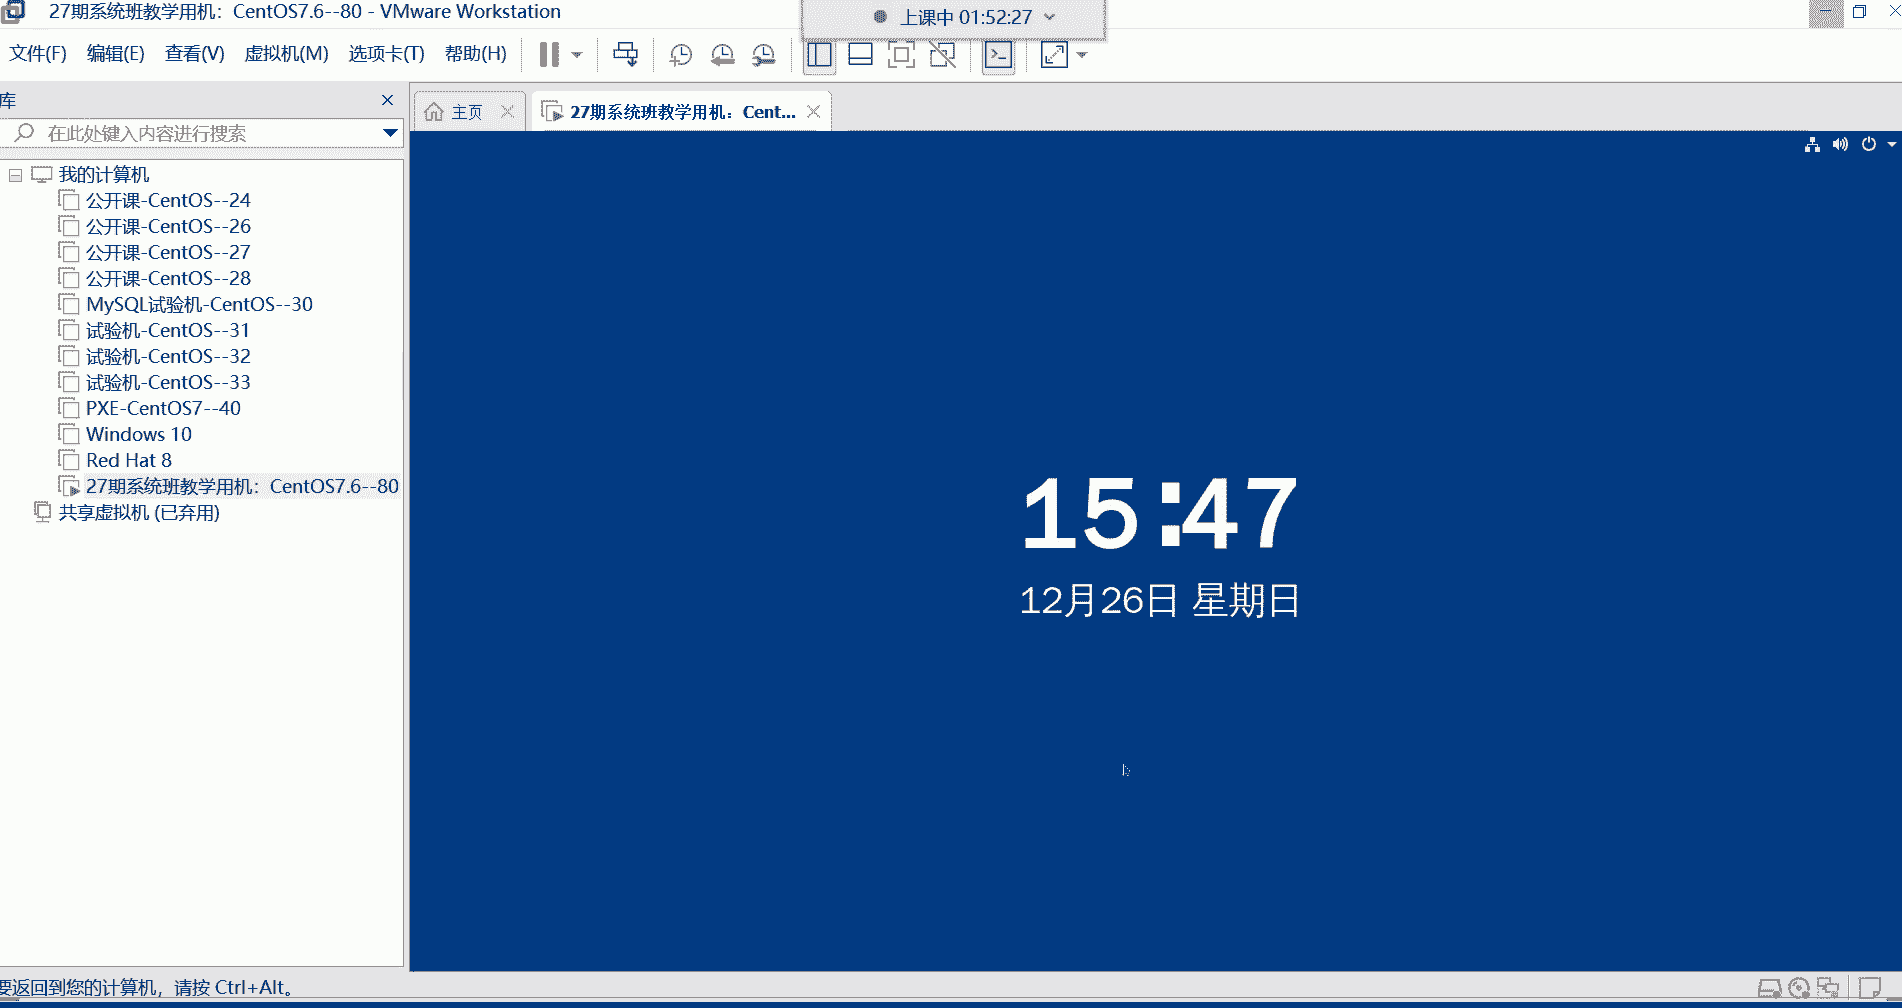 27期系统班教学用机：CentOS7.6--80 - VMware Workstation
上课中 01:52:27
文件(F) 编辑(E) 查看(V) 虚拟机(M) 选项卡(T) 帮助(H)
库
主页
27期系统班教学用机：Cent...
在此处键入内容进行搜索
我的计算机
公开课-CentOS--24
公开课-CentOS--26
公开课-CentOS--27
公开课-CentOS--28
MySQL试验机-CentOS--30
试验机-CentOS--31
试验机-CentOS--32
试验机-CentOS--33
PXE-CentOS7--40
Windows 10
Red Hat 8
27期系统班教学用机：CentOS7.6--80
共享虚拟机 (已弃用)
15:47
12月26日 星期日
要返回到您的计算机，请按 Ctrl+Alt。